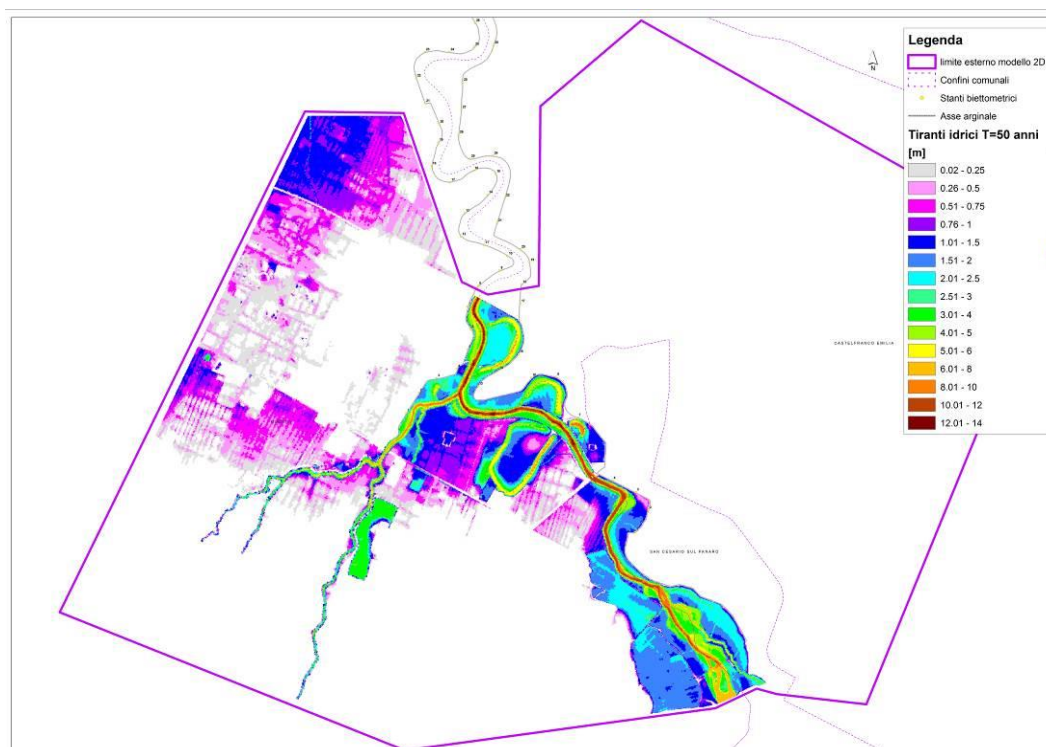 Legenda
limite esterno modello 2D
Confini comunali
Stanti biettometrici
Asse arginale
Tiranti idrici T=50 anni
[m]
0.02 - 0.25
0.26 - 0.5
0.51 - 0.75
0.76 - 1
1.01 - 1.5
1.51 - 2
2.01 - 2.5
2.51 - 3
3.01 - 4
4.01 - 5
5.01 - 6
6.01 - 8
8.01 - 10
10.01 - 12
12.01 - 14
N
CASTELFRANCO EMILIA
SAN CESARIO SUL PANARO